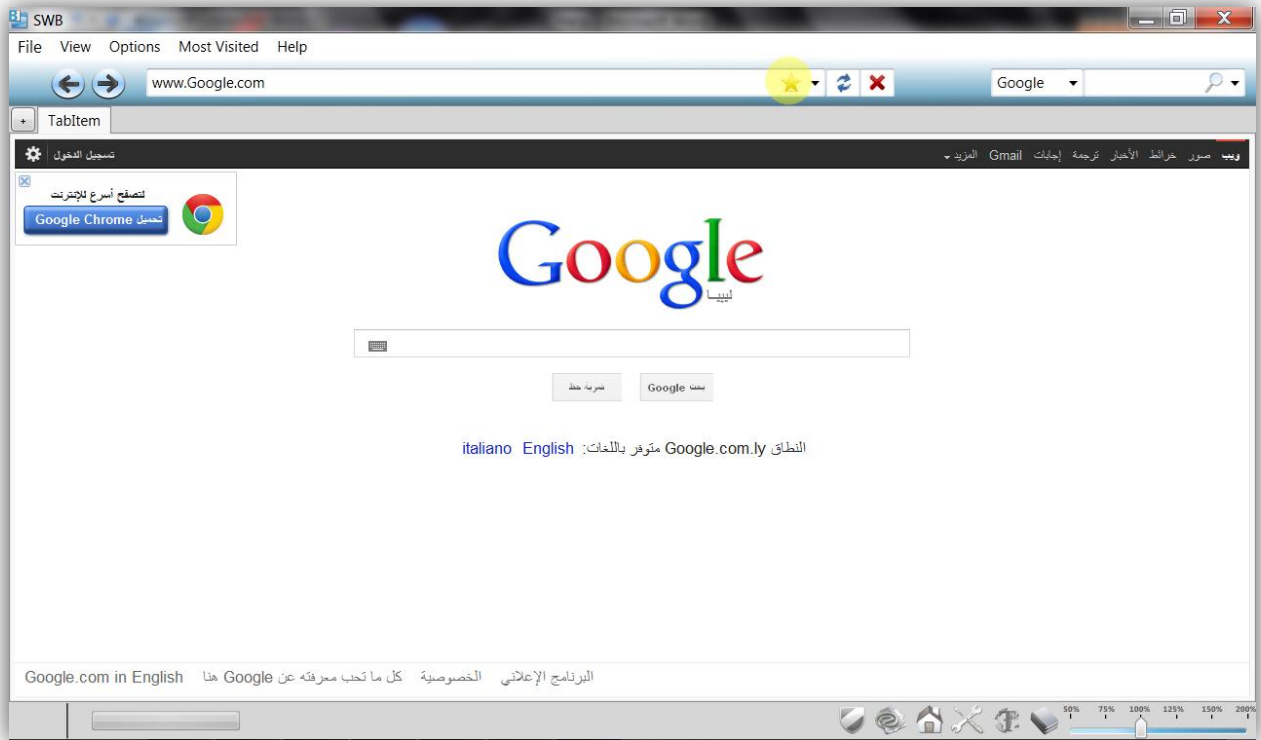 SWB
File View Options Most Visited Help
www.Google.com Google
+ TabItem
ويب صور خرائط الأخبار ترجمة إجابات Gmail المزيد
تسجيل الدخول
لتصفح أسرع للإنترنت
تحميل Google Chrome
Google
ليبيا
بحث Google ضربة حظ
النطاق Google.com.ly متوفر باللغات: English italiano
البرنامج الإعلاني الخصوصية كل ما تحب معرفته عن Google هنا Google.com in English
50% 75% 100% 125% 150% 200%